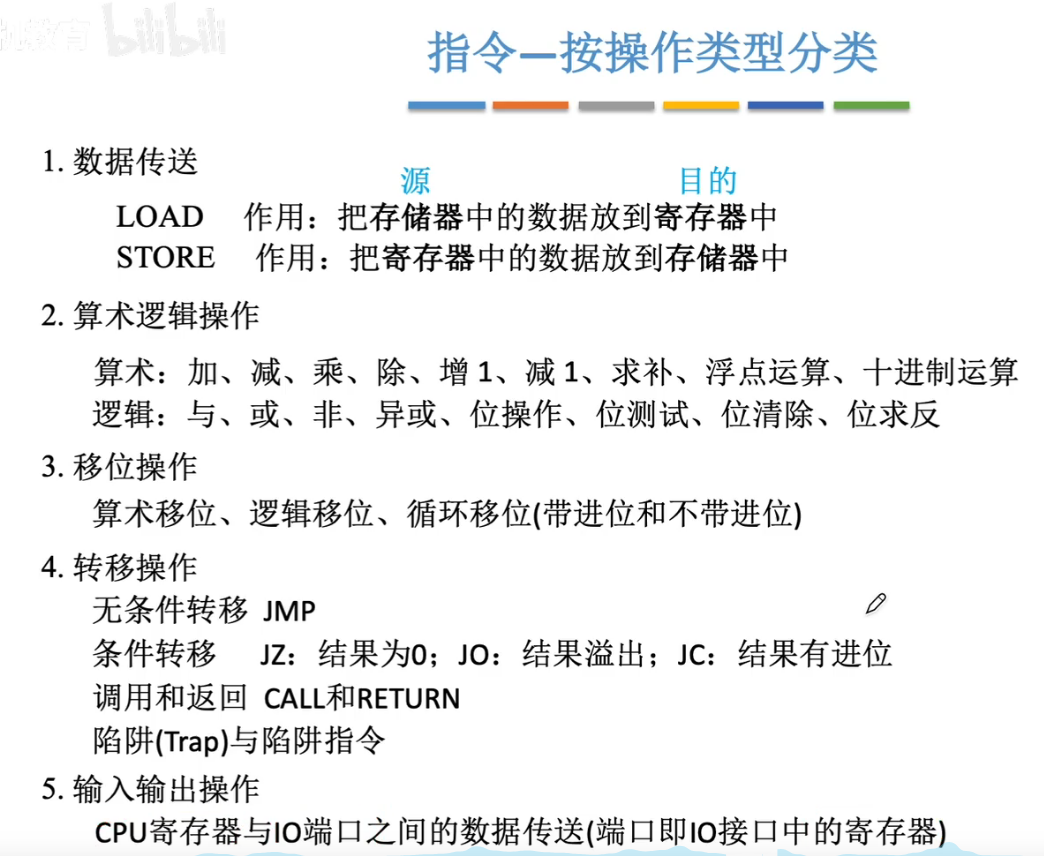 教育 bilibili
指令—按操作类型分类
1. 数据传送
源 目的
LOAD 作用：把存储器中的数据放到寄存器中
STORE 作用：把寄存器中的数据放到存储器中
2. 算术逻辑操作
算术：加、减、乘、除、增 1、减 1、求补、浮点运算、十进制运算
逻辑：与、或、非、异或、位操作、位测试、位清除、位求反
3. 移位操作
算术移位、逻辑移位、循环移位(带进位和不带进位)
4. 转移操作
无条件转移 JMP
条件转移 JZ：结果为0；JO：结果溢出；JC：结果有进位
调用和返回 CALL和RETURN
陷阱(Trap)与陷阱指令
5. 输入输出操作
CPU寄存器与IO端口之间的数据传送(端口即IO接口中的寄存器)